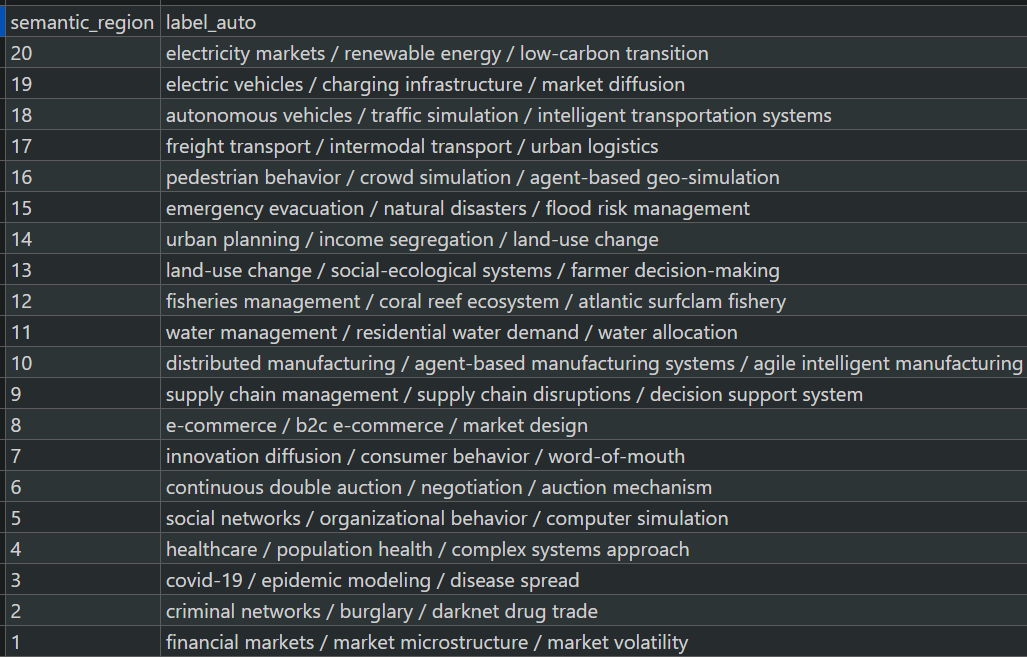 semantic_region label_auto
20 electricity markets / renewable energy / low-carbon transition
19 electric vehicles / charging infrastructure / market diffusion
18 autonomous vehicles / traffic simulation / intelligent transportation systems
17 freight transport / intermodal transport / urban logistics
16 pedestrian behavior / crowd simulation / agent-based geo-simulation
15 emergency evacuation / natural disasters / flood risk management
14 urban planning / income segregation / land-use change
13 land-use change / social-ecological systems / farmer decision-making
12 fisheries management / coral reef ecosystem / atlantic surfclam fishery
11 water management / residential water demand / water allocation
10 distributed manufacturing / agent-based manufacturing systems / agile intelligent manufacturing
9 supply chain management / supply chain disruptions / decision support system
8 e-commerce / b2c e-commerce / market design
7 innovation diffusion / consumer behavior / word-of-mouth
6 continuous double auction / negotiation / auction mechanism
5 social networks / organizational behavior / computer simulation
4 healthcare / population health / complex systems approach
3 covid-19 / epidemic modeling / disease spread
2 criminal networks / burglary / darknet drug trade
1 financial markets / market microstructure / market volatility